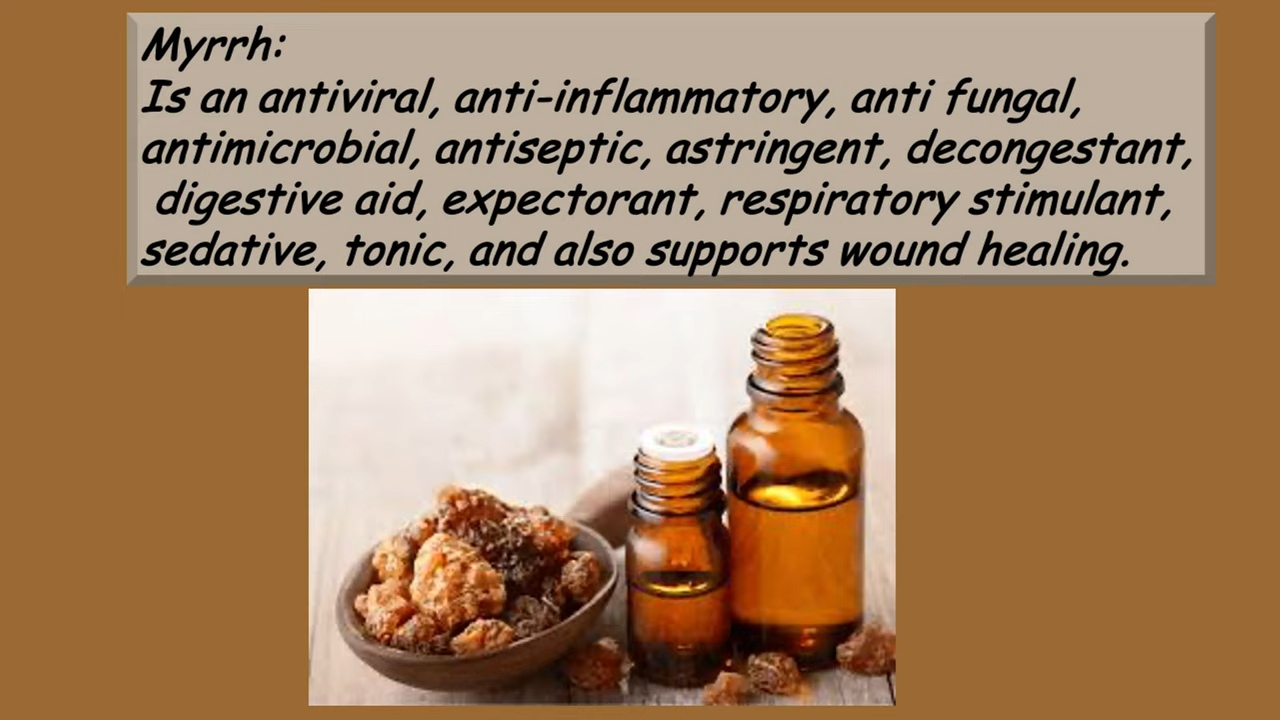 Myrrh:
Is an antiviral, anti-inflammatory, anti fungal,
antimicrobial, antiseptic, astringent, decongestant,
digestive aid, expectorant, respiratory stimulant,
sedative, tonic, and also supports wound healing.